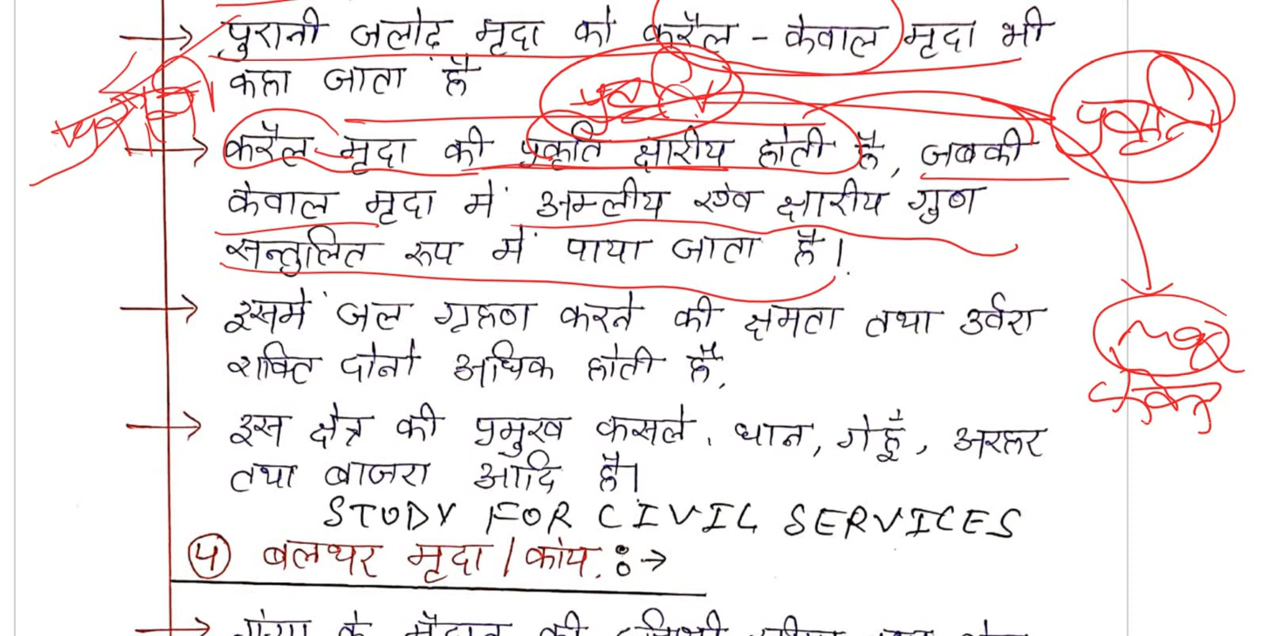 पुरानी जलोढ़ मृदा को करैल - केवाल मृदा भी
कहा जाता है
करैल मृदा की प्रकृति क्षारीय होती है, जबकी
केवाल मृदा में अम्लीय एवं क्षारीय गुण
सन्तुलित रूप में पाया जाता है।
इसमें जल ग्रहण करने की क्षमता तथा उर्वरा
शक्ति दोनों अधिक होती है,
इस क्षेत्र की प्रमुख फसलें, धान, गेहूँ, अरहर
तथा बाजरा आदि है।
STUDY FOR CIVIL SERVICES
(4) बलथर मृदा / कांप. :→